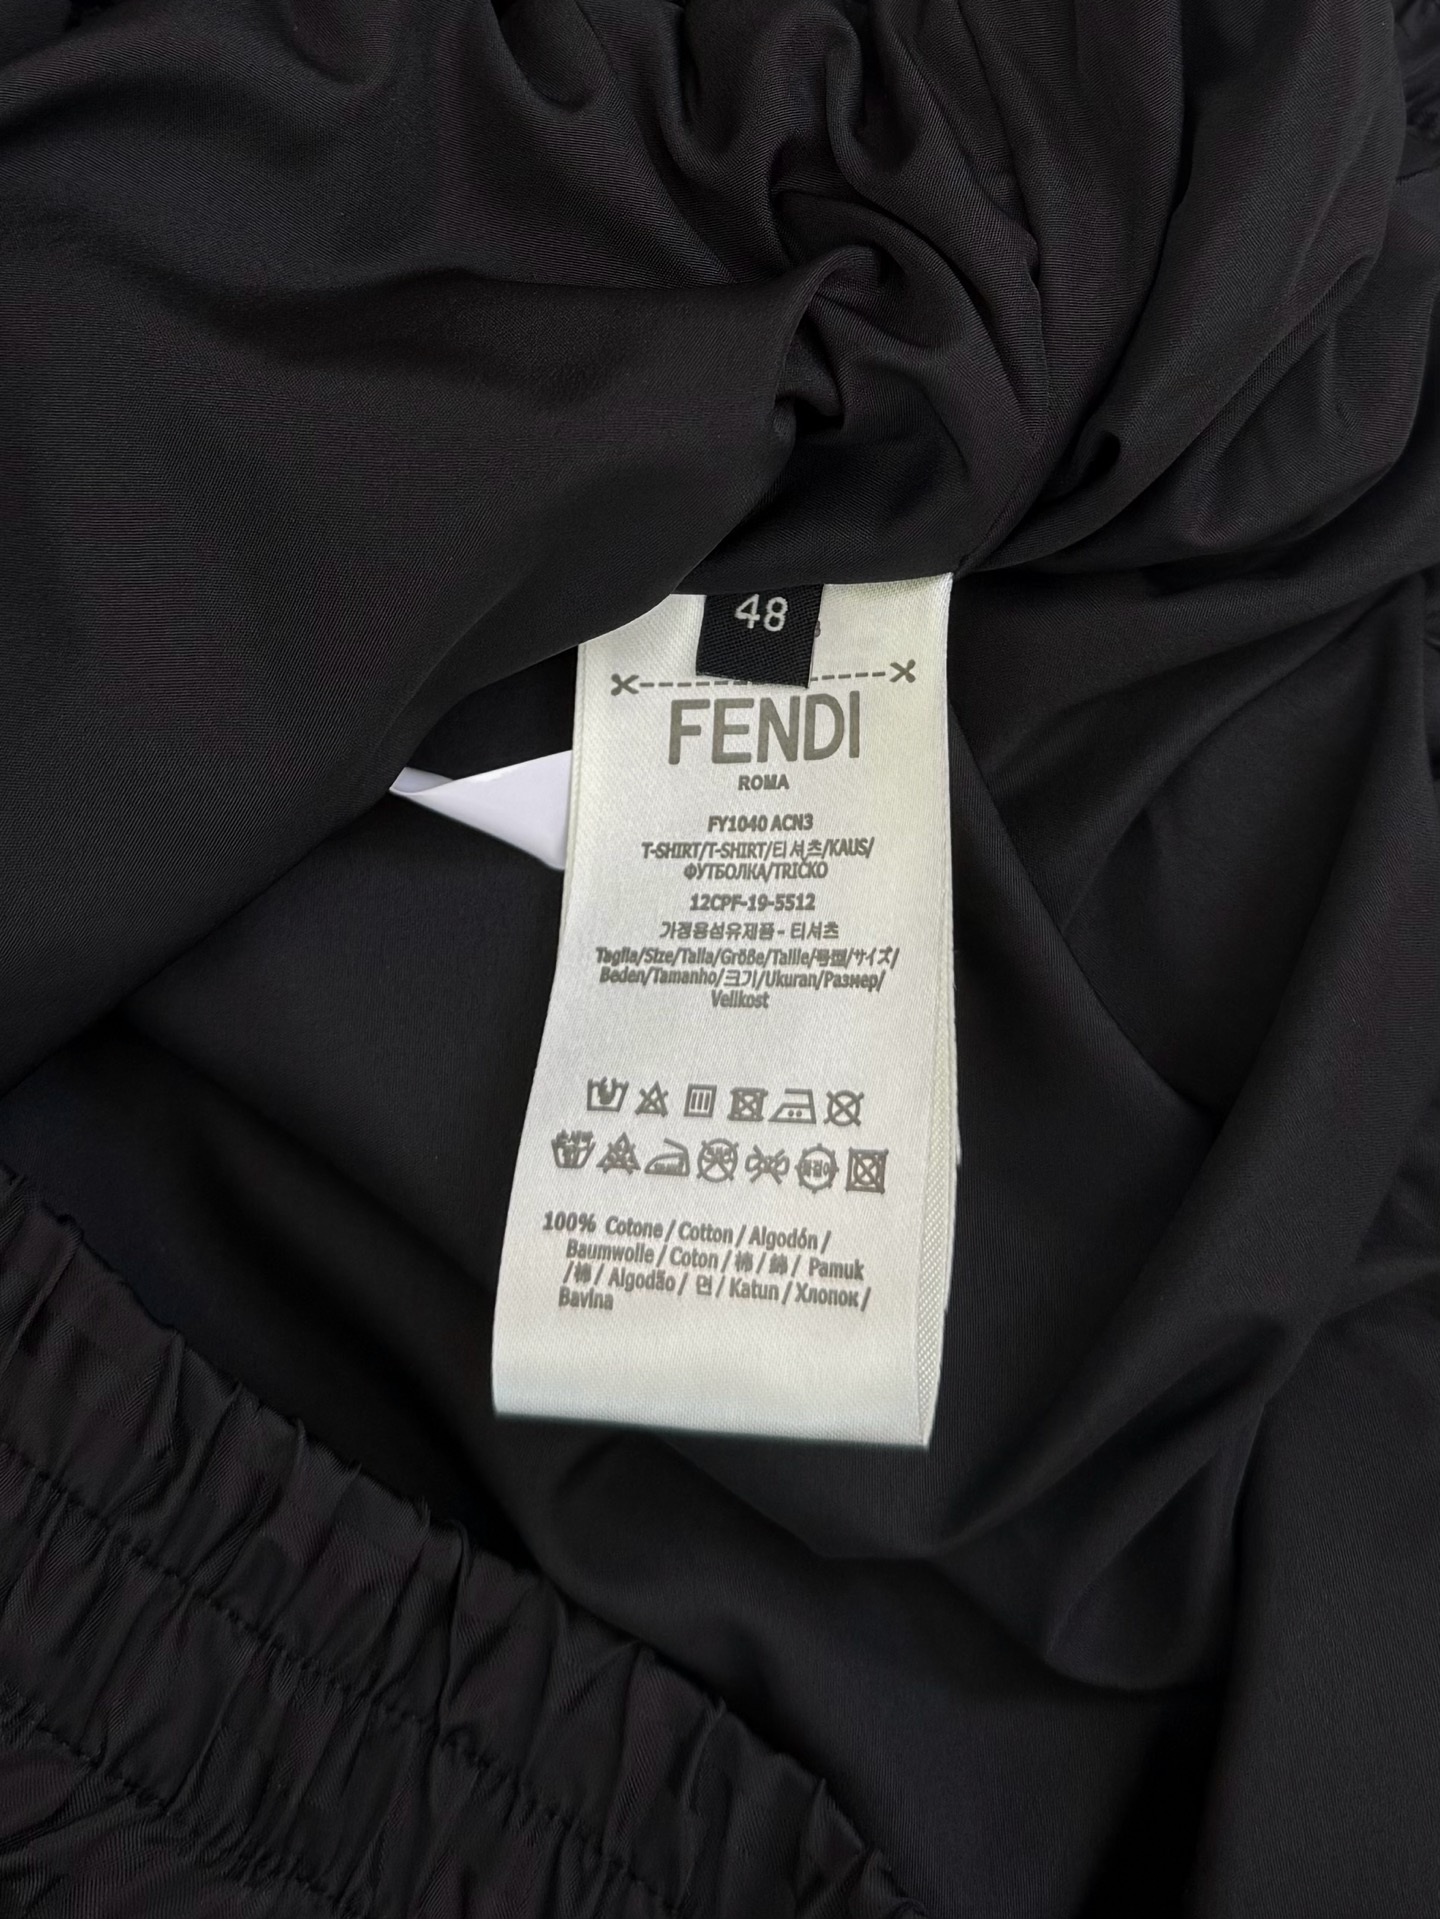 48
FENDI
ROMA
FY1040 ACN3
T-SHIRT/T-SHIRT/티셔츠/KAUS/
ФУТБОЛКА/TRIČKO
12CPF-19-5512
가정용섬유제품 - 티셔츠
Taglia/Size/Talla/Größe/Taille/号型/サイズ/
Beden/Tamanho/크기/Ukuran/Размер/
Velikost
100% Cotone / Cotton / Algodón /
Baumwolle / Coton / 棉 / 綿 / Pamuk
/ 棉 / Algodão / 면 / Katun / Хлопок /
Bavlna